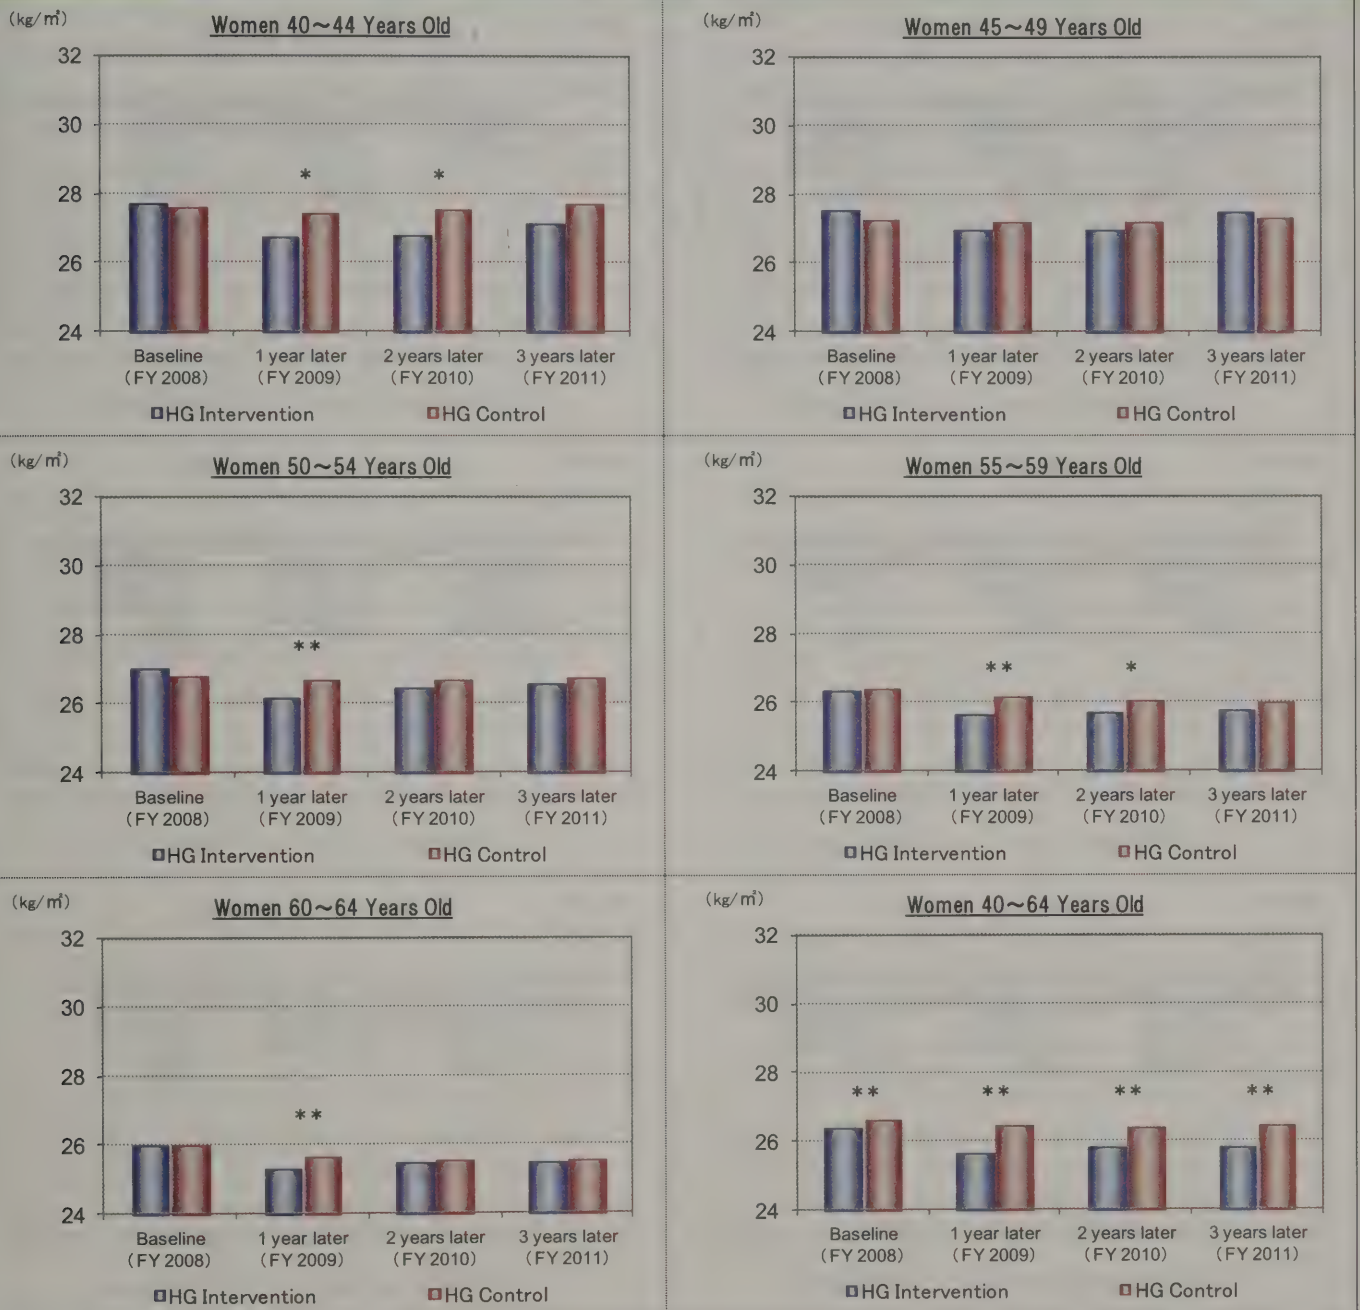 (kg/㎡)
Women 40～44 Years Old
32
30
28
26
24
* *
Baseline 1 year later 2 years later 3 years later
(FY 2008) (FY 2009) (FY 2010) (FY 2011)
HG Intervention HG Control
(kg/㎡)
Women 45～49 Years Old
32
30
28
26
24
Baseline 1 year later 2 years later 3 years later
(FY 2008) (FY 2009) (FY 2010) (FY 2011)
HG Intervention HG Control
(kg/㎡)
Women 50～54 Years Old
32
30
28
26
24
**
Baseline 1 year later 2 years later 3 years later
(FY 2008) (FY 2009) (FY 2010) (FY 2011)
HG Intervention HG Control
(kg/㎡)
Women 55～59 Years Old
32
30
28
26
24
** *
Baseline 1 year later 2 years later 3 years later
(FY 2008) (FY 2009) (FY 2010) (FY 2011)
HG Intervention HG Control
(kg/㎡)
Women 60～64 Years Old
32
30
28
26
24
**
Baseline 1 year later 2 years later 3 years later
(FY 2008) (FY 2009) (FY 2010) (FY 2011)
HG Intervention HG Control
(kg/㎡)
Women 40～64 Years Old
32
30
28
26
24
** ** ** **
Baseline 1 year later 2 years later 3 years later
(FY 2008) (FY 2009) (FY 2010) (FY 2011)
HG Intervention HG Control